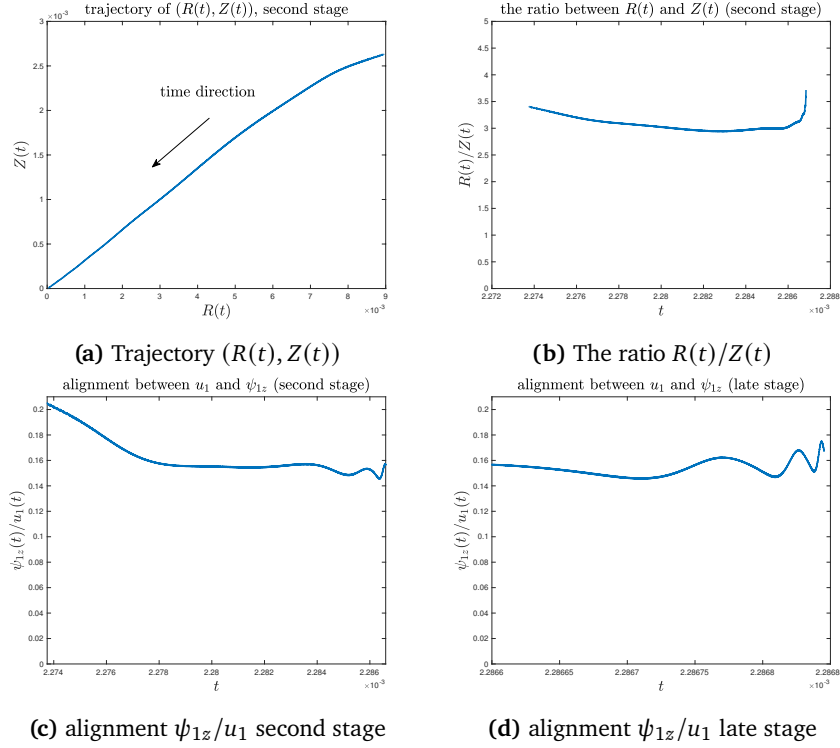 trajectory of (R(t), Z(t)), second stage
×10⁻³
3
2.5
2
1.5
1
0.5
0
Z(t)
time direction
0 1 2 3 4 5 6 7 8 9
R(t)
×10⁻³
(a) Trajectory (R(t), Z(t))
the ratio between R(t) and Z(t) (second stage)
5
4.5
4
3.5
3
2.5
2
1.5
1
0.5
0
R(t)/Z(t)
2.272 2.274 2.276 2.278 2.28 2.282 2.284 2.286 2.288
t
×10⁻³
(b) The ratio R(t)/Z(t)
alignment between u₁ and ψ₁z (second stage)
0.2
0.18
0.16
0.14
0.12
0.1
0.08
0.06
0.04
0.02
0
ψ₁z(t)/u₁(t)
2.274 2.276 2.278 2.28 2.282 2.284 2.286
t
×10⁻³
(c) alignment ψ₁z/u₁ second stage
alignment between u₁ and ψ₁z (late stage)
0.2
0.18
0.16
0.14
0.12
0.1
0.08
0.06
0.04
0.02
0
ψ₁z(t)/u₁(t)
2.2866 2.28665 2.2867 2.28675 2.2868 2.2868
t
×10⁻³
(d) alignment ψ₁z/u₁ late stage